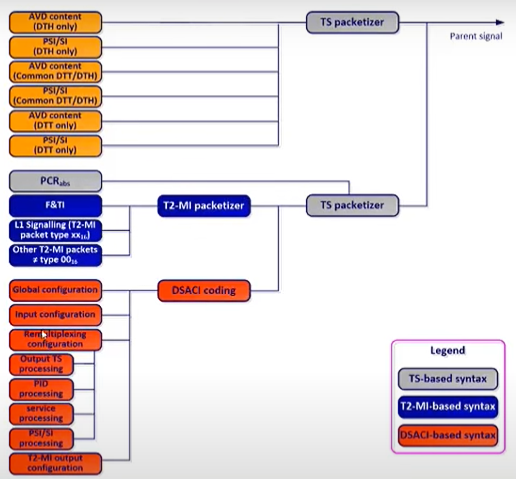 AVD content
(DTH only)
PSI/SI
(DTH only)
AVD content
(Common DTT/DTH)
PSI/SI
(Common DTT/DTH)
AVD content
(DTT only)
PSI/SI
(DTT only)
TS packetizer
Parent signal
PCRabs
F&TI
L1 Signalling (T2-MI
packet type xx16)
Other T2-MI packets
≠ type 0016
T2-MI packetizer
TS packetizer
Global configuration
Input configuration
Remultiplexing
configuration
Output TS
processing
PID
processing
service
processing
PSI/SI
processing
T2-MI output
configuration
DSACI coding
Legend
TS-based syntax
T2-MI-based syntax
DSACI-based syntax